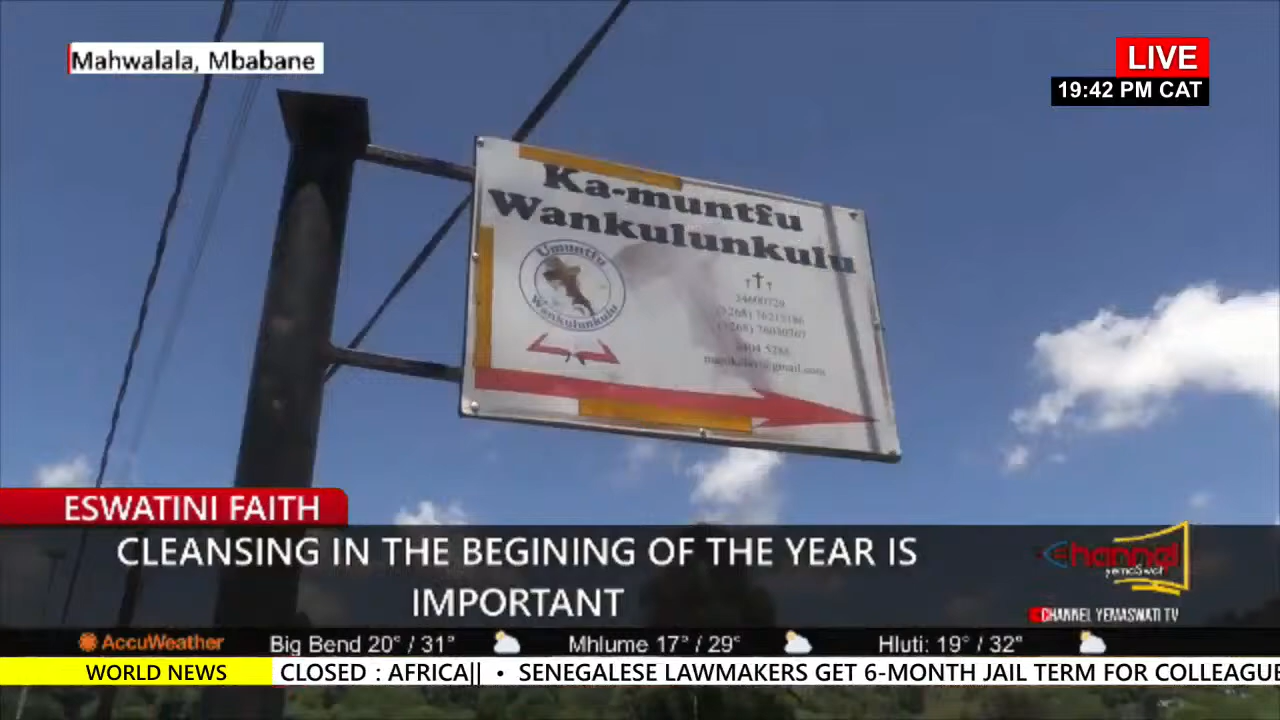 Mahwalala, Mbabane
LIVE
19:42 PM CAT
Ka-muntfu
Wankulunkulu
Umuntfu
Wankulunkulu
ESWATINI FAITH
CLEANSING IN THE BEGINING OF THE YEAR IS
IMPORTANT
Channel
yemaSwati
CHANNEL YEMASWATI TV
AccuWeather Big Bend 20° / 31° Mhlume 17° / 29° Hluti: 19° / 32°
WORLD NEWS CLOSED : AFRICA|| • SENEGALESE LAWMAKERS GET 6-MONTH JAIL TERM FOR COLLEAGUE